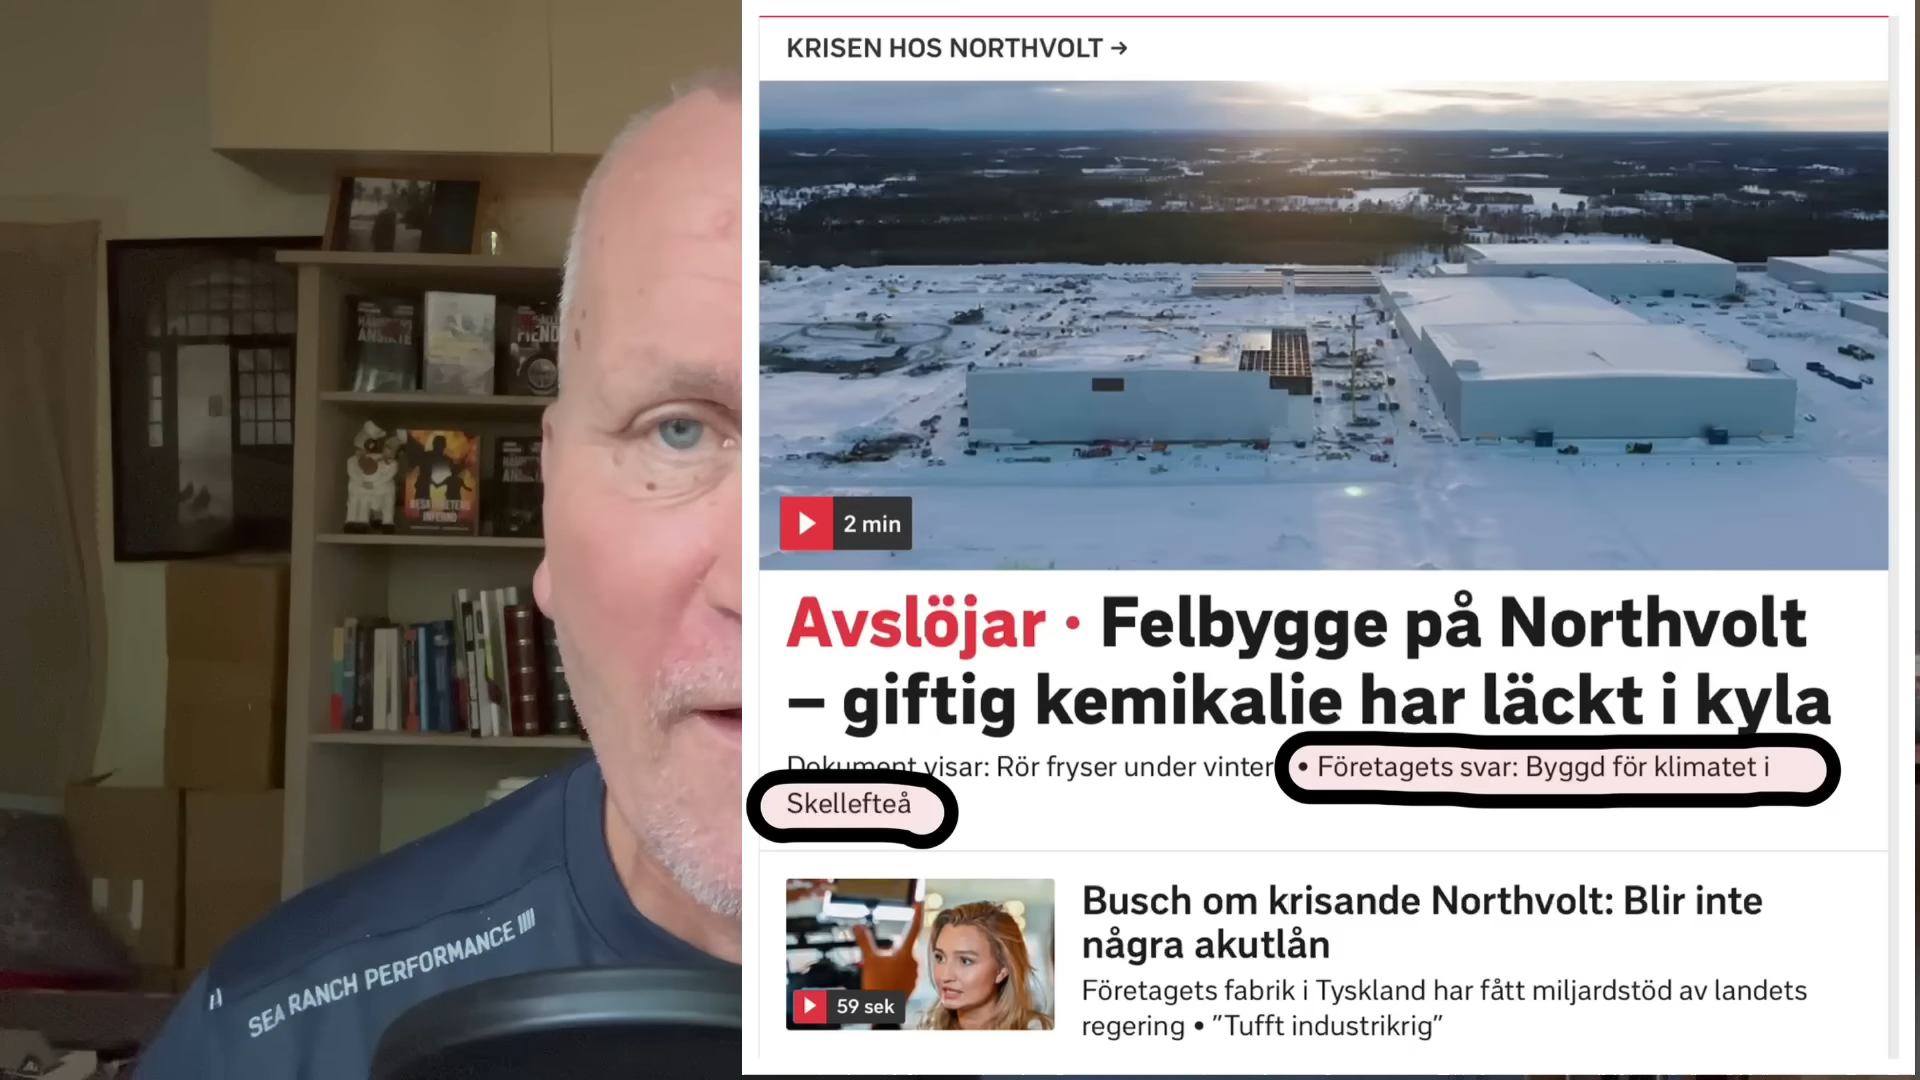 KRISEN HOS NORTHVOLT →
2 min
Avslöjar · Felbygge på Northvolt
– giftig kemikalie har läckt i kyla
Dokument visar: Rör fryser under vinter • Företagets svar: Byggd för klimatet i
Skellefteå
Busch om krisande Northvolt: Blir inte
några akutlån
59 sek
Företagets fabrik i Tyskland har fått miljardstöd av landets
regering • ”Tufft industrikrig”
SEA RANCH PERFORMANCE
INFERNO